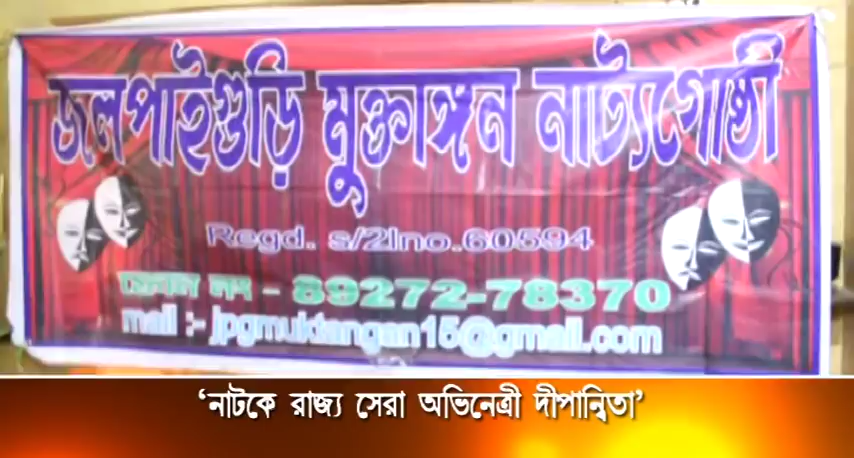 জলপাইগুড়ি মুক্তাঙ্গন নাট্যগোষ্ঠী
Regd. s/2lno.60594
ফোন নং - 89272-78370
mail :- jpgmuktangan15@gmail.com
‘নাটকে রাজ্য সেরা অভিনেত্রী দীপান্বিতা’